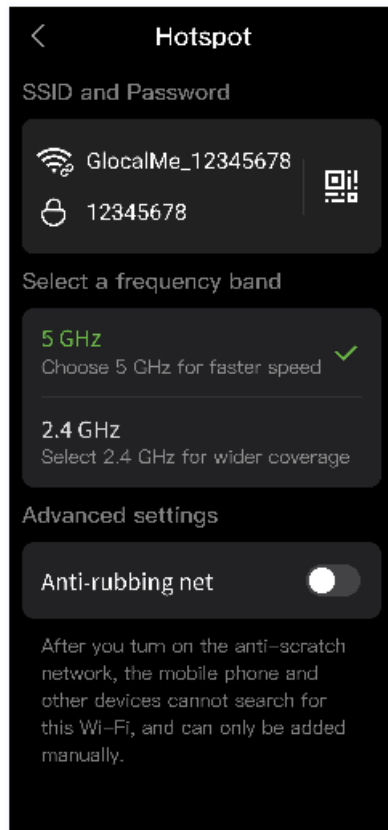 Hotspot
SSID and Password
GlocalMe_12345678
12345678
Select a frequency band
5 GHz
Choose 5 GHz for faster speed
2.4 GHz
Select 2.4 GHz for wider coverage
Advanced settings
Anti-rubbing net
After you turn on the anti-scratch
network, the mobile phone and
other devices cannot search for
this Wi-Fi, and can only be added
manually.